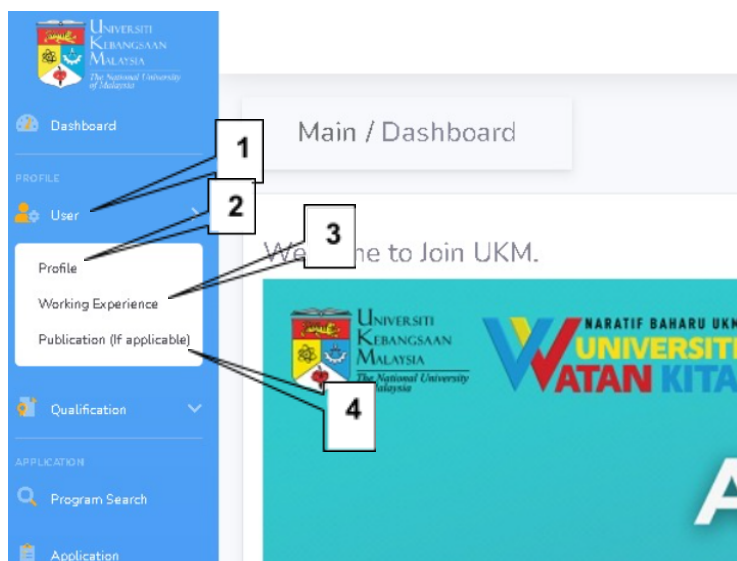 UNIVERSITI
KEBANGSAAN
MALAYSIA
The National University
of Malaysia
Dashboard
PROFILE
User
Profile
Working Experience
Publication (If applicable)
Qualification
APPLICATION
Program Search
Application
1
2
3
4
Main / Dashboard
We me to Join UKM.
UNIVERSITI
KEBANGSAAN
MALAYSIA
The National University
Malaysia
NARATIF BAHARU UKM
UNIVERSITI
WATAN KITA
A